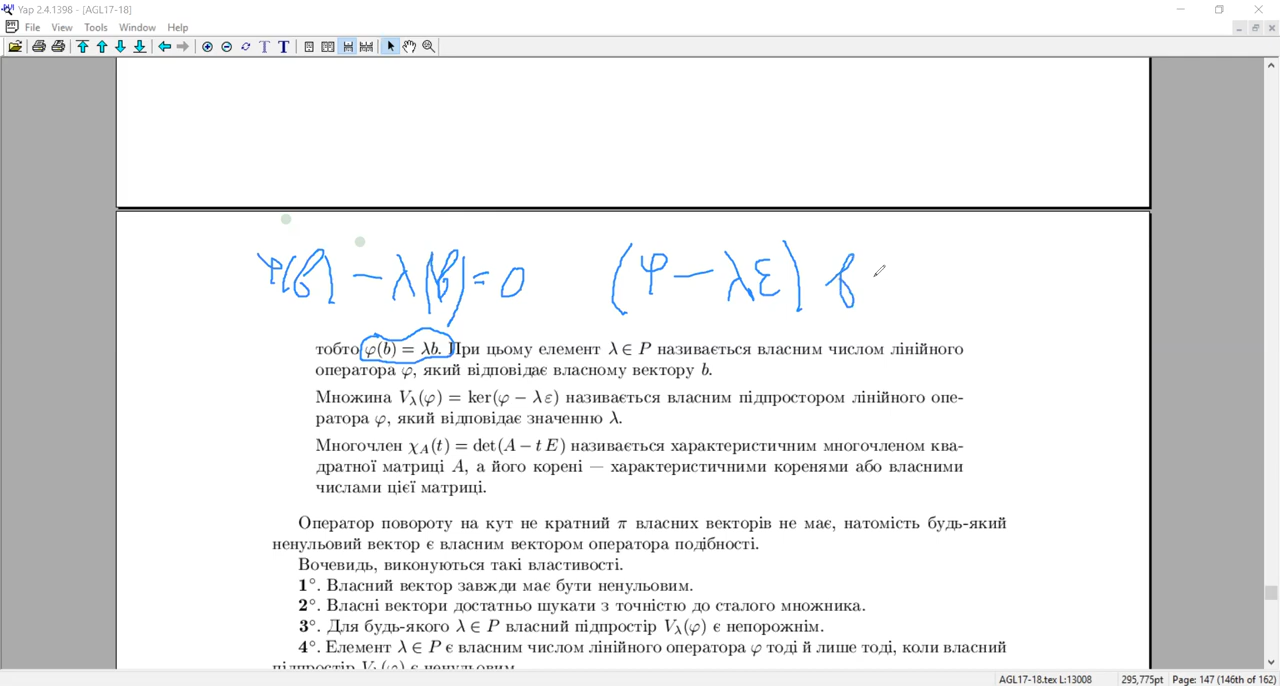 Yap 2.4.1398 - [AGL17-18]
File View Tools Window Help
φ(b) − λ(b) = 0 (φ − λε) b
тобто φ(b) = λb. При цьому елемент λ ∈ P називається власним числом лінійного
оператора φ, який відповідає власному вектору b.
Множина Vλ(φ) = ker(φ − λε) називається власним підпростором лінійного опе-
ратора φ, який відповідає значенню λ.
Многочлен χA(t) = det(A − t E) називається характеристичним многочленом ква-
дратної матриці A, а його корені — характеристичними коренями або власними
числами цієї матриці.
Оператор повороту на кут не кратний π власних векторів не має, натомість будь-який
ненульовий вектор є власним вектором оператора подібності.
Вочевидь, виконуються такі властивості.
1°. Власний вектор завжди має бути ненульовим.
2°. Власні вектори достатньо шукати з точністю до сталого множника.
3°. Для будь-якого λ ∈ P власний підпростір Vλ(φ) є непорожнім.
4°. Елемент λ ∈ P є власним числом лінійного оператора φ тоді й лише тоді, коли власний
підпростір Vλ(φ) є ненульовим.
AGL17-18.tex L:13008 295,775pt Page: 147 (146th of 162)